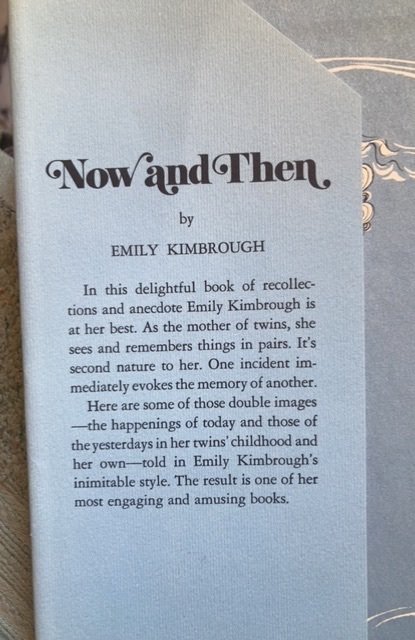 Now and Then
by
EMILY KIMBROUGH
In this delightful book of recollec-
tions and anecdote Emily Kimbrough is
at her best. As the mother of twins, she
sees and remembers things in pairs. It's
second nature to her. One incident im-
mediately evokes the memory of another.
Here are some of those double images
—the happenings of today and those of
the yesterdays in her twins' childhood and
her own—told in Emily Kimbrough's
inimitable style. The result is one of her
most engaging and amusing books.